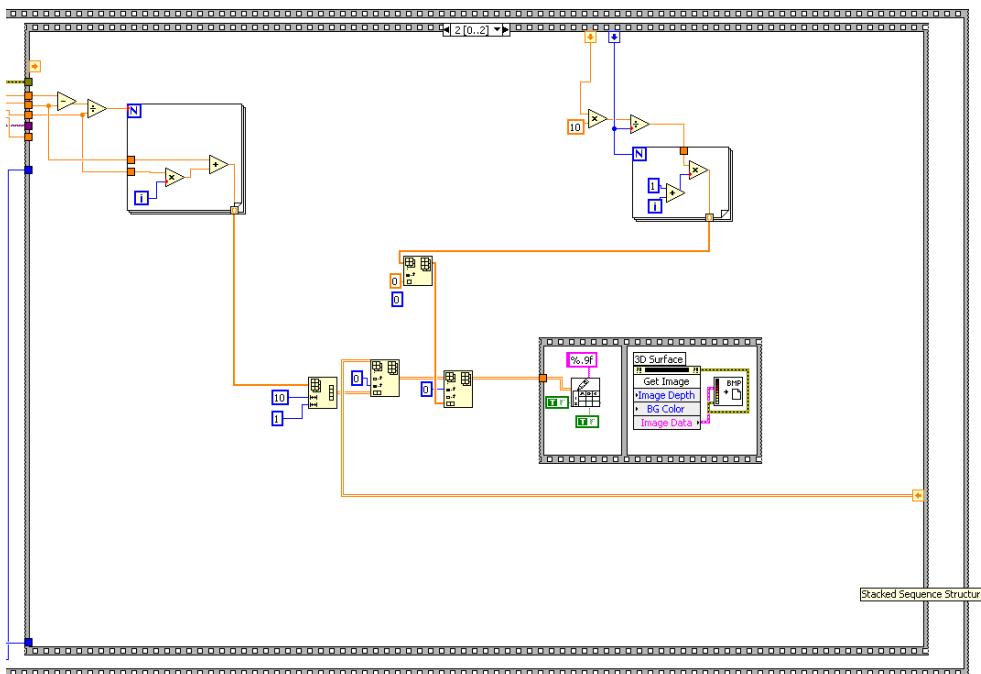 2 [0..2]
N
i
10
N
1
i
0
0
0
0
10
1
%.9f
T F
T F
3D Surface
Get Image
Image Depth
BG Color
Image Data
BMP
Stacked Sequence Structur